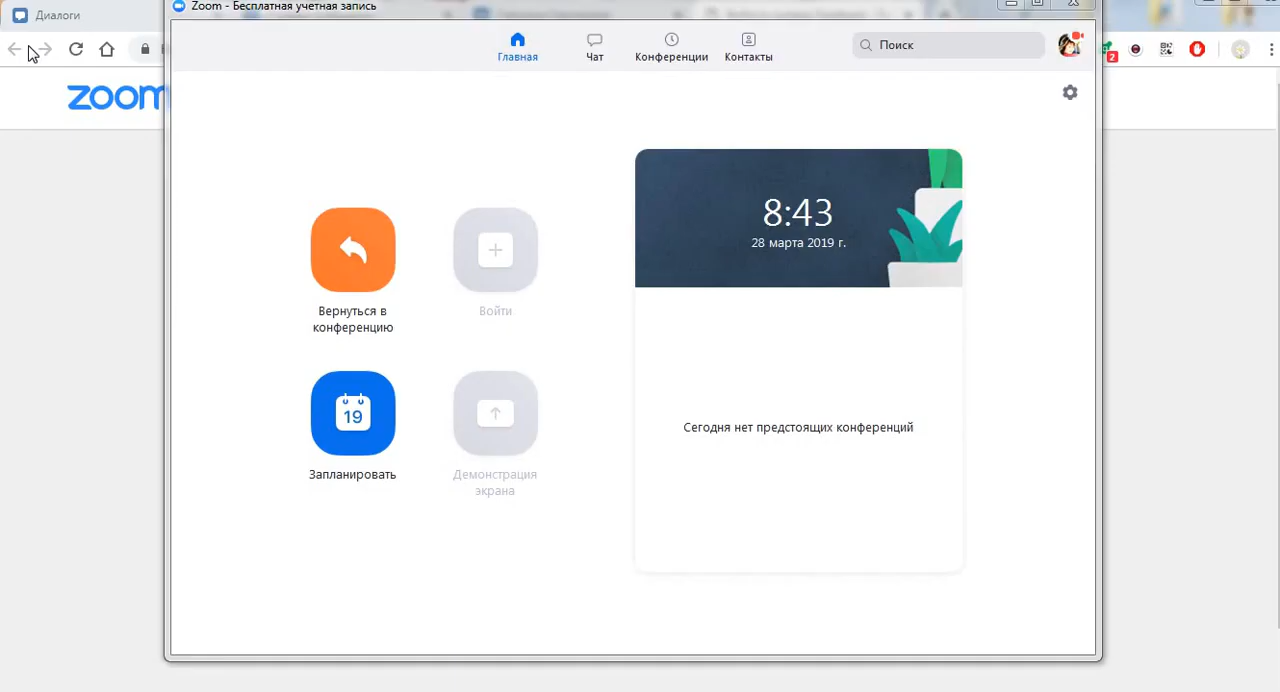 Диалоги
Zoom - Бесплатная учетная запись
Главная
Чат
Конференции
Контакты
Поиск
2
zoom
8:43
28 марта 2019 г.
Вернуться в
конференцию
Войти
19
Запланировать
Демонстрация
экрана
Сегодня нет предстоящих конференций